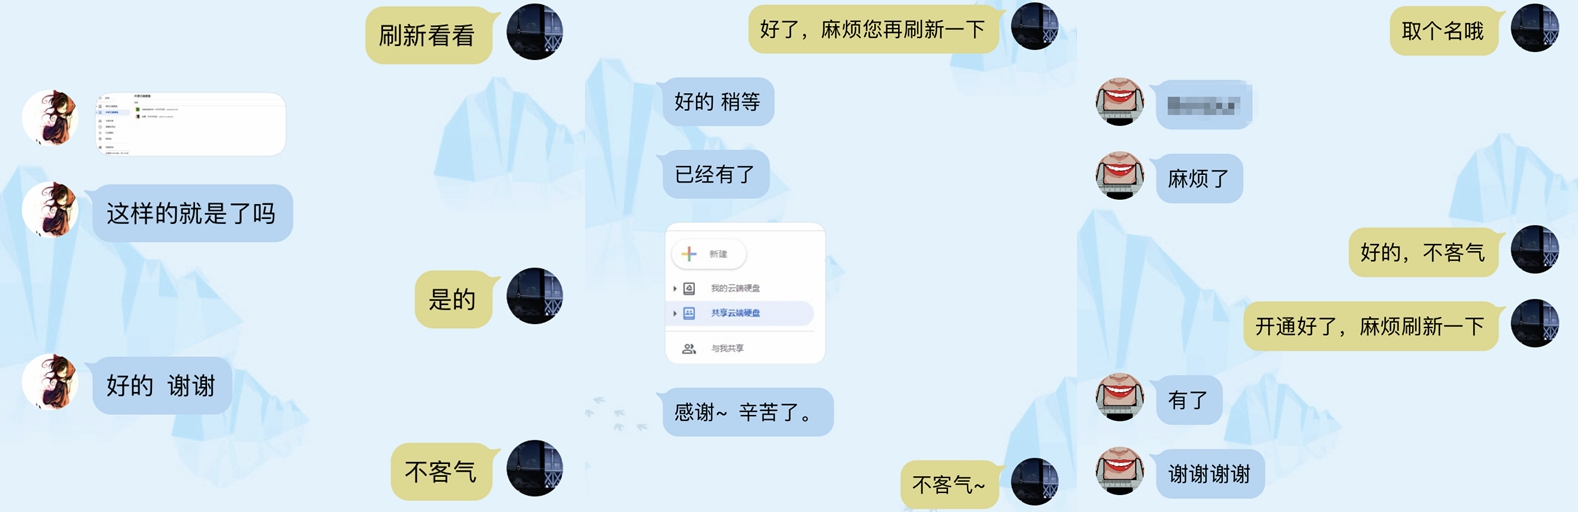 刷新看看
这样的就是了吗
是的
好的 谢谢
不客气
好了，麻烦您再刷新一下
好的 稍等
已经有了
新建
我的云端硬盘
共享云端硬盘
与我共享
感谢~ 辛苦了。
不客气~
取个名哦
麻烦了
好的，不客气
开通好了，麻烦刷新一下
有了
谢谢谢谢